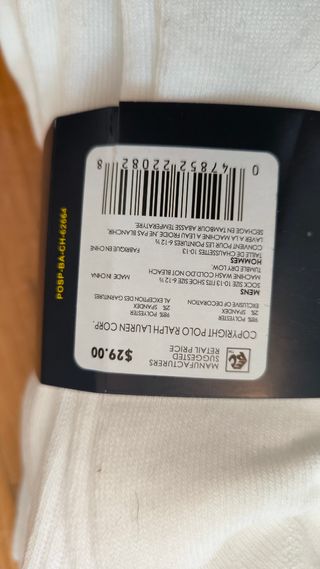 $29.00
MANUFACTURERS
SUGGESTED
RETAIL PRICE
COPYRIGHT POLO RALPH LAUREN CORP.
98% POLYESTER
2% SPANDEX
EXCLUSIVE DECORATION
98% POLYESTER
2% SPANDEX
A L'EXCEPTION DES GARNITURES
MENS
SOCK SIZE 10-13 FITS SHOE SIZE 6-12 ½
MACHINE WASH COLD, DO NOT BLEACH
TUMBLE DRY LOW.
MADE IN CHINA
HOMMES
TAILLE DE CHAUSSETTES 10-13
CONVIENT POUR LES POINTURES 6-12 ½
LAVER A LA MACHINE A L'EAU FROIDE NE PAS BLANCHIR.
SECHAGE EN TAMBOUR A BASSE TEMPERATURE.
FABRIQUE EN CHINE
0 47852 22082 8
POSP-BA-CH-62664